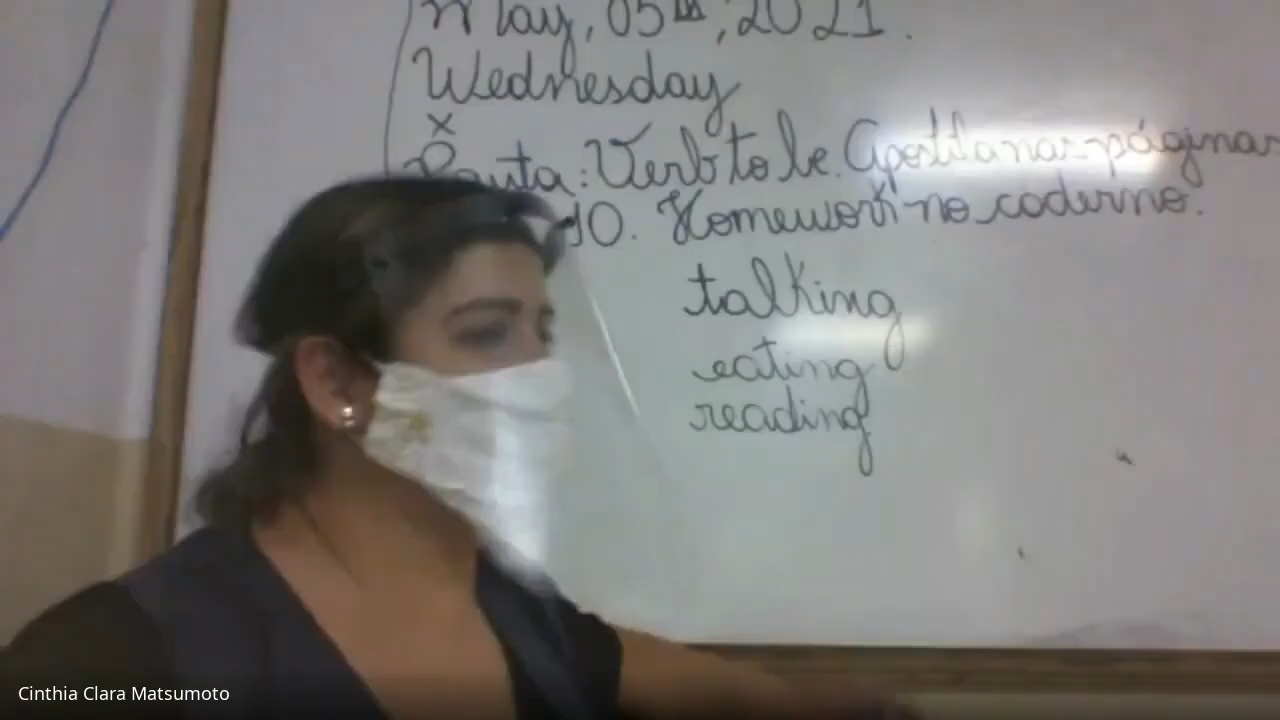 May, 05th, 2021.
Wednesday
Pauta: Verb to be. Apostila nas páginas
10. Homework no caderno.
talking
eating
reading
Cinthia Clara Matsumoto